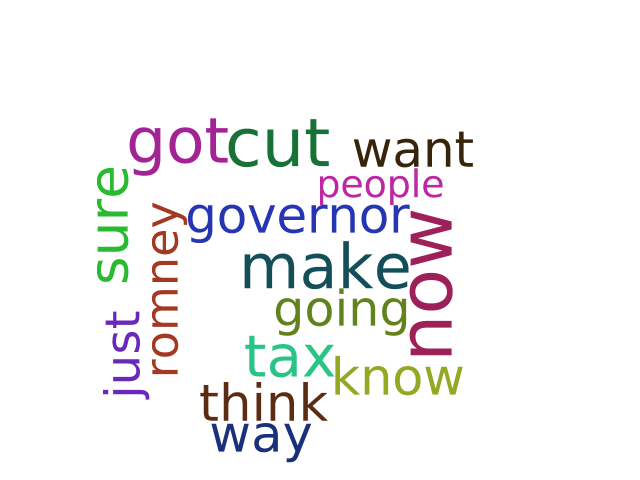 got
cut
want
people
sure
governor
romney
now
make
going
just
tax
know
think
way